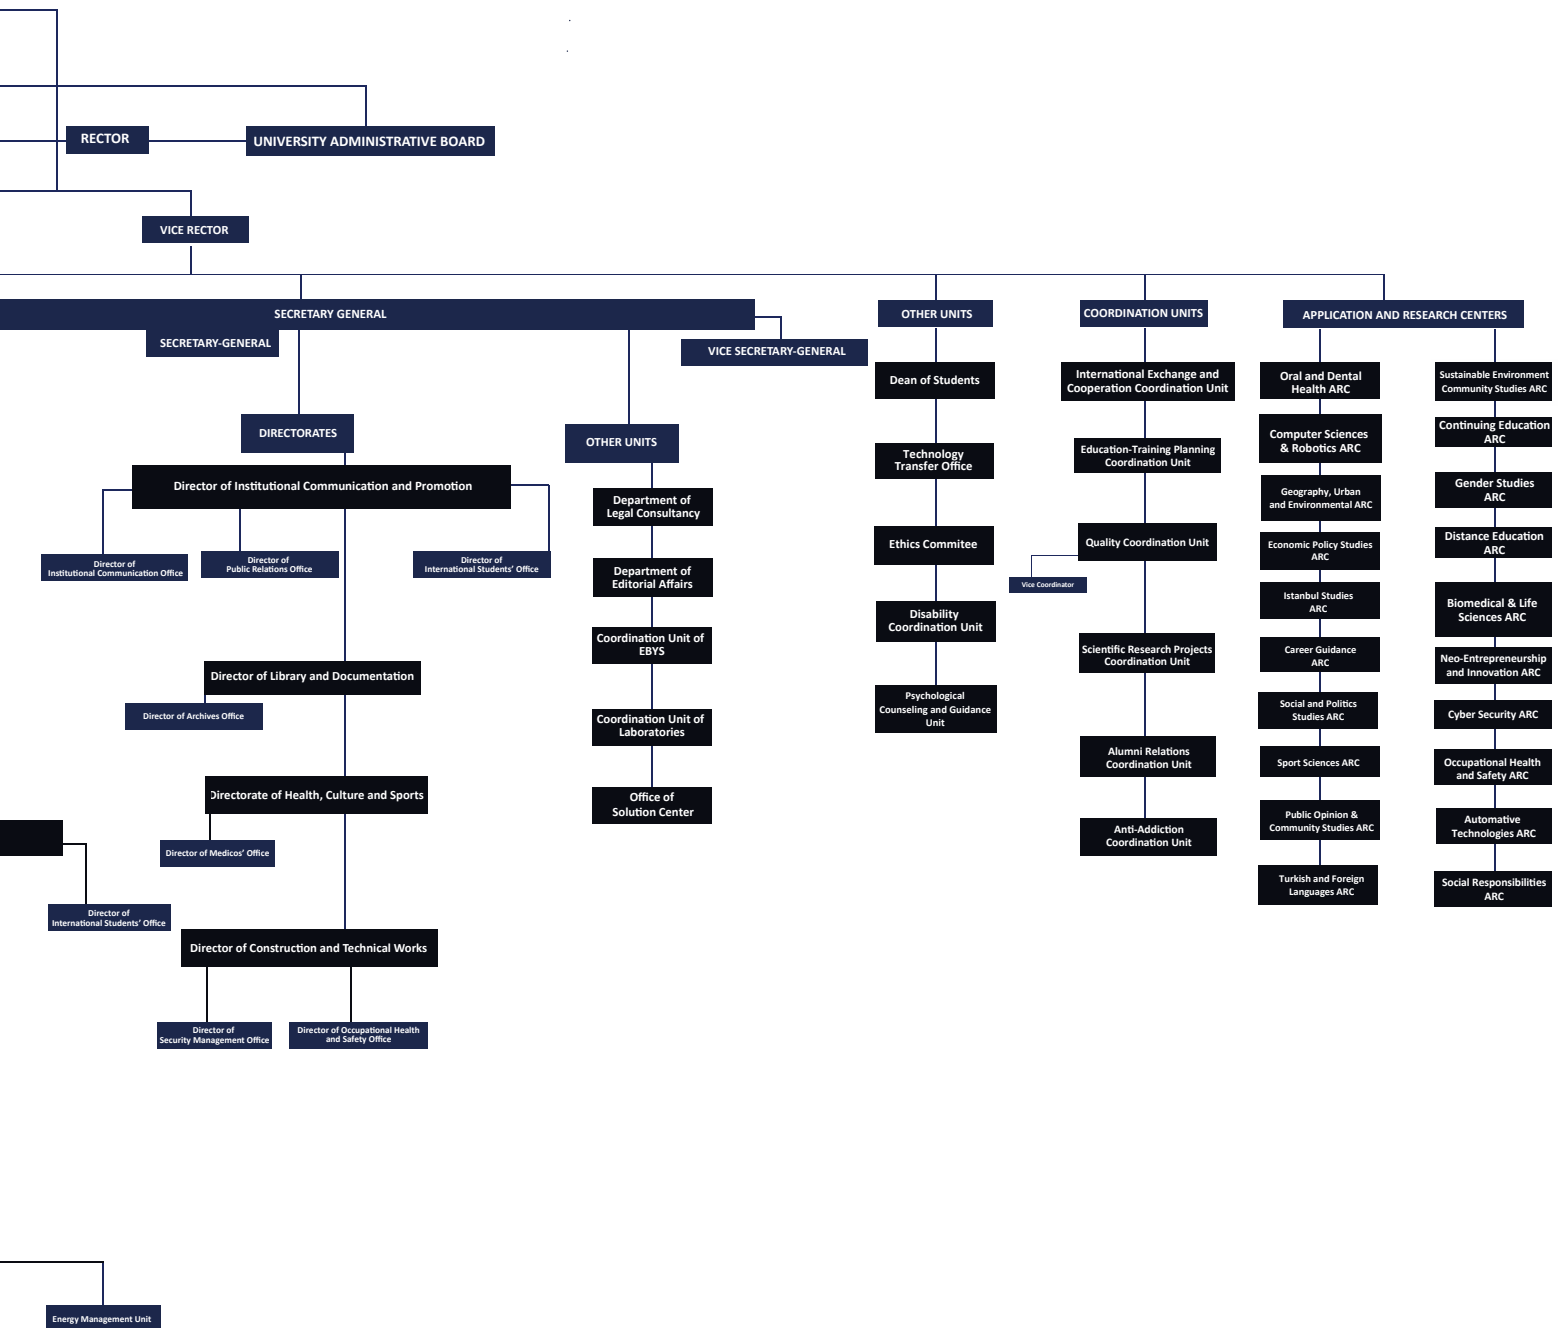 RECTOR
UNIVERSITY ADMINISTRATIVE BOARD
VICE RECTOR
SECRETARY GENERAL
SECRETARY-GENERAL
VICE SECRETARY-GENERAL
DIRECTORATES
Director of Institutional Communication and Promotion
Director of
Institutional Communication Office
Director of
Public Relations Office
Director of
International Students' Office
Director of Library and Documentation
Director of Archives Office
Directorate of Health, Culture and Sports
Director of Medicos' Office
Director of
International Students' Office
Director of Construction and Technical Works
Director of
Security Management Office
Director of Occupational Health
and Safety Office
Energy Management Unit
OTHER UNITS
Department of
Legal Consultancy
Department of
Editorial Affairs
Coordination Unit of
EBYS
Coordination Unit of
Laboratories
Office of
Solution Center
OTHER UNITS
Dean of Students
Technology
Transfer Office
Ethics Commitee
Disability
Coordination Unit
Psychological
Counseling and Guidance
Unit
COORDINATION UNITS
International Exchange and
Cooperation Coordination Unit
Education-Training Planning
Coordination Unit
Quality Coordination Unit
Vice Coordinator
Scientific Research Projects
Coordination Unit
Alumni Relations
Coordination Unit
Anti-Addiction
Coordination Unit
APPLICATION AND RESEARCH CENTERS
Oral and Dental
Health ARC
Computer Sciences
& Robotics ARC
Geography, Urban
and Environmental ARC
Economic Policy Studies
ARC
Istanbul Studies
ARC
Career Guidance
ARC
Social and Politics
Studies ARC
Sport Sciences ARC
Public Opinion &
Community Studies ARC
Turkish and Foreign
Languages ARC
Sustainable Environment
Community Studies ARC
Continuing Education
ARC
Gender Studies
ARC
Distance Education
ARC
Biomedical & Life
Sciences ARC
Neo-Entrepreneurship
and Innovation ARC
Cyber Security ARC
Occupational Health
and Safety ARC
Automative
Technologies ARC
Social Responsibilities
ARC